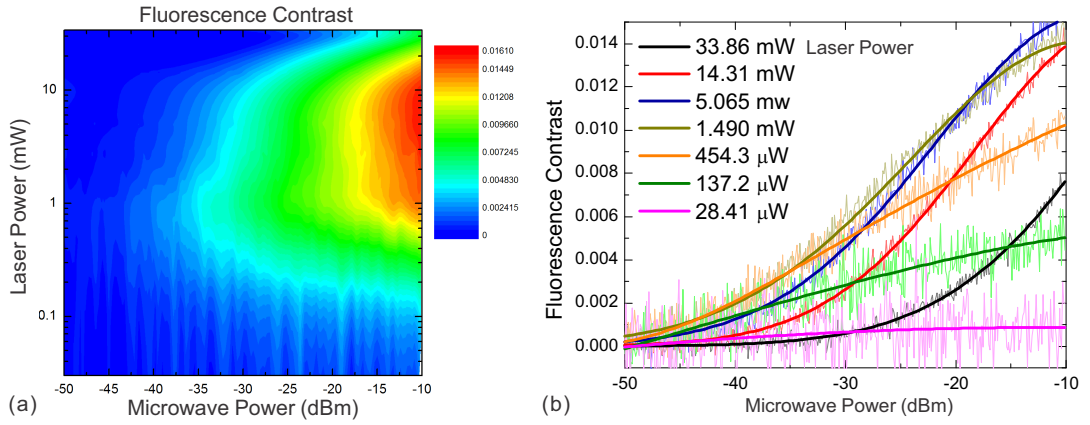 Fluorescence Contrast
Laser Power (mW)
10
1
0.1
-50 -45 -40 -35 -30 -25 -20 -15 -10
Microwave Power (dBm)
(a)
0.01610
0.01449
0.01208
0.009660
0.007245
0.004830
0.002415
0
Fluorescence Contrast
0.014
0.012
0.010
0.008
0.006
0.004
0.002
0.000
33.86 mW Laser Power
14.31 mW
5.065 mw
1.490 mW
454.3 μW
137.2 μW
28.41 μW
-50 -40 -30 -20 -10
Microwave Power (dBm)
(b)